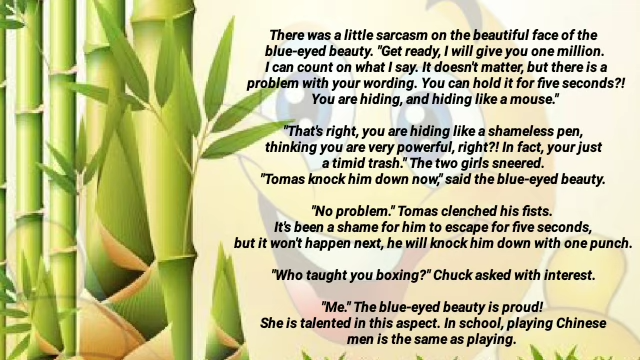 There was a little sarcasm on the beautiful face of the
blue-eyed beauty. "Get ready, I will give you one million.
I can count on what I say. It doesn't matter, but there is a
problem with your wording. You can hold it for five seconds?!
You are hiding, and hiding like a mouse."
"That's right, you are hiding like a shameless pen,
thinking you are very powerful, right?! In fact, your just
a timid trash." The two girls sneered.
"Tomas knock him down now," said the blue-eyed beauty.
"No problem." Tomas clenched his fists.
It's been a shame for him to escape for five seconds,
but it won't happen next, he will knock him down with one punch.
"Who taught you boxing?" Chuck asked with interest.
"Me." The blue-eyed beauty is proud!
She is talented in this aspect. In school, playing Chinese
men is the same as playing.